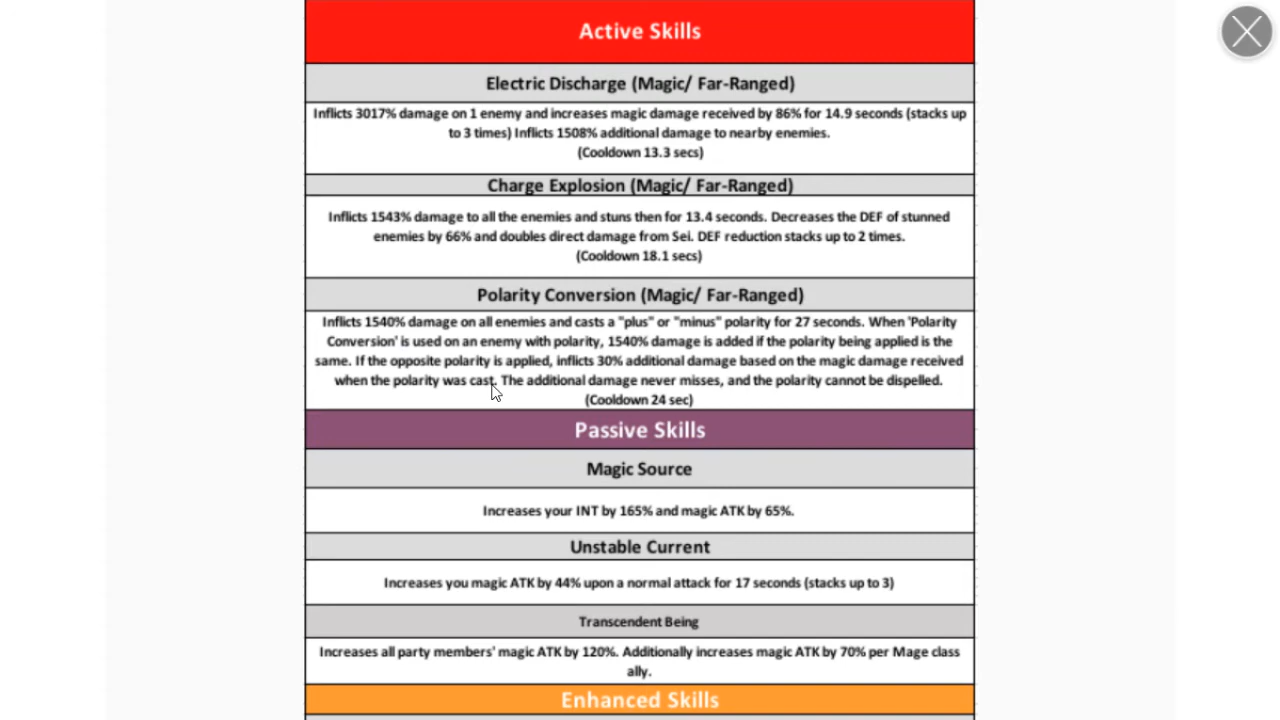 Active Skills
Electric Discharge (Magic/ Far-Ranged)
Inflicts 3017% damage on 1 enemy and increases magic damage received by 86% for 14.9 seconds (stacks up
to 3 times) Inflicts 1508% additional damage to nearby enemies.
(Cooldown 13.3 secs)
Charge Explosion (Magic/ Far-Ranged)
Inflicts 1543% damage to all the enemies and stuns then for 13.4 seconds. Decreases the DEF of stunned
enemies by 66% and doubles direct damage from Sei. DEF reduction stacks up to 2 times.
(Cooldown 18.1 secs)
Polarity Conversion (Magic/ Far-Ranged)
Inflicts 1540% damage on all enemies and casts a "plus" or "minus" polarity for 27 seconds. When 'Polarity
Conversion' is used on an enemy with polarity, 1540% damage is added if the polarity being applied is the
same. If the opposite polarity is applied, inflicts 30% additional damage based on the magic damage received
when the polarity was cast. The additional damage never misses, and the polarity cannot be dispelled.
(Cooldown 24 sec)
Passive Skills
Magic Source
Increases your INT by 165% and magic ATK by 65%.
Unstable Current
Increases you magic ATK by 44% upon a normal attack for 17 seconds (stacks up to 3)
Transcendent Being
Increases all party members' magic ATK by 120%. Additionally increases magic ATK by 70% per Mage class
ally.
Enhanced Skills